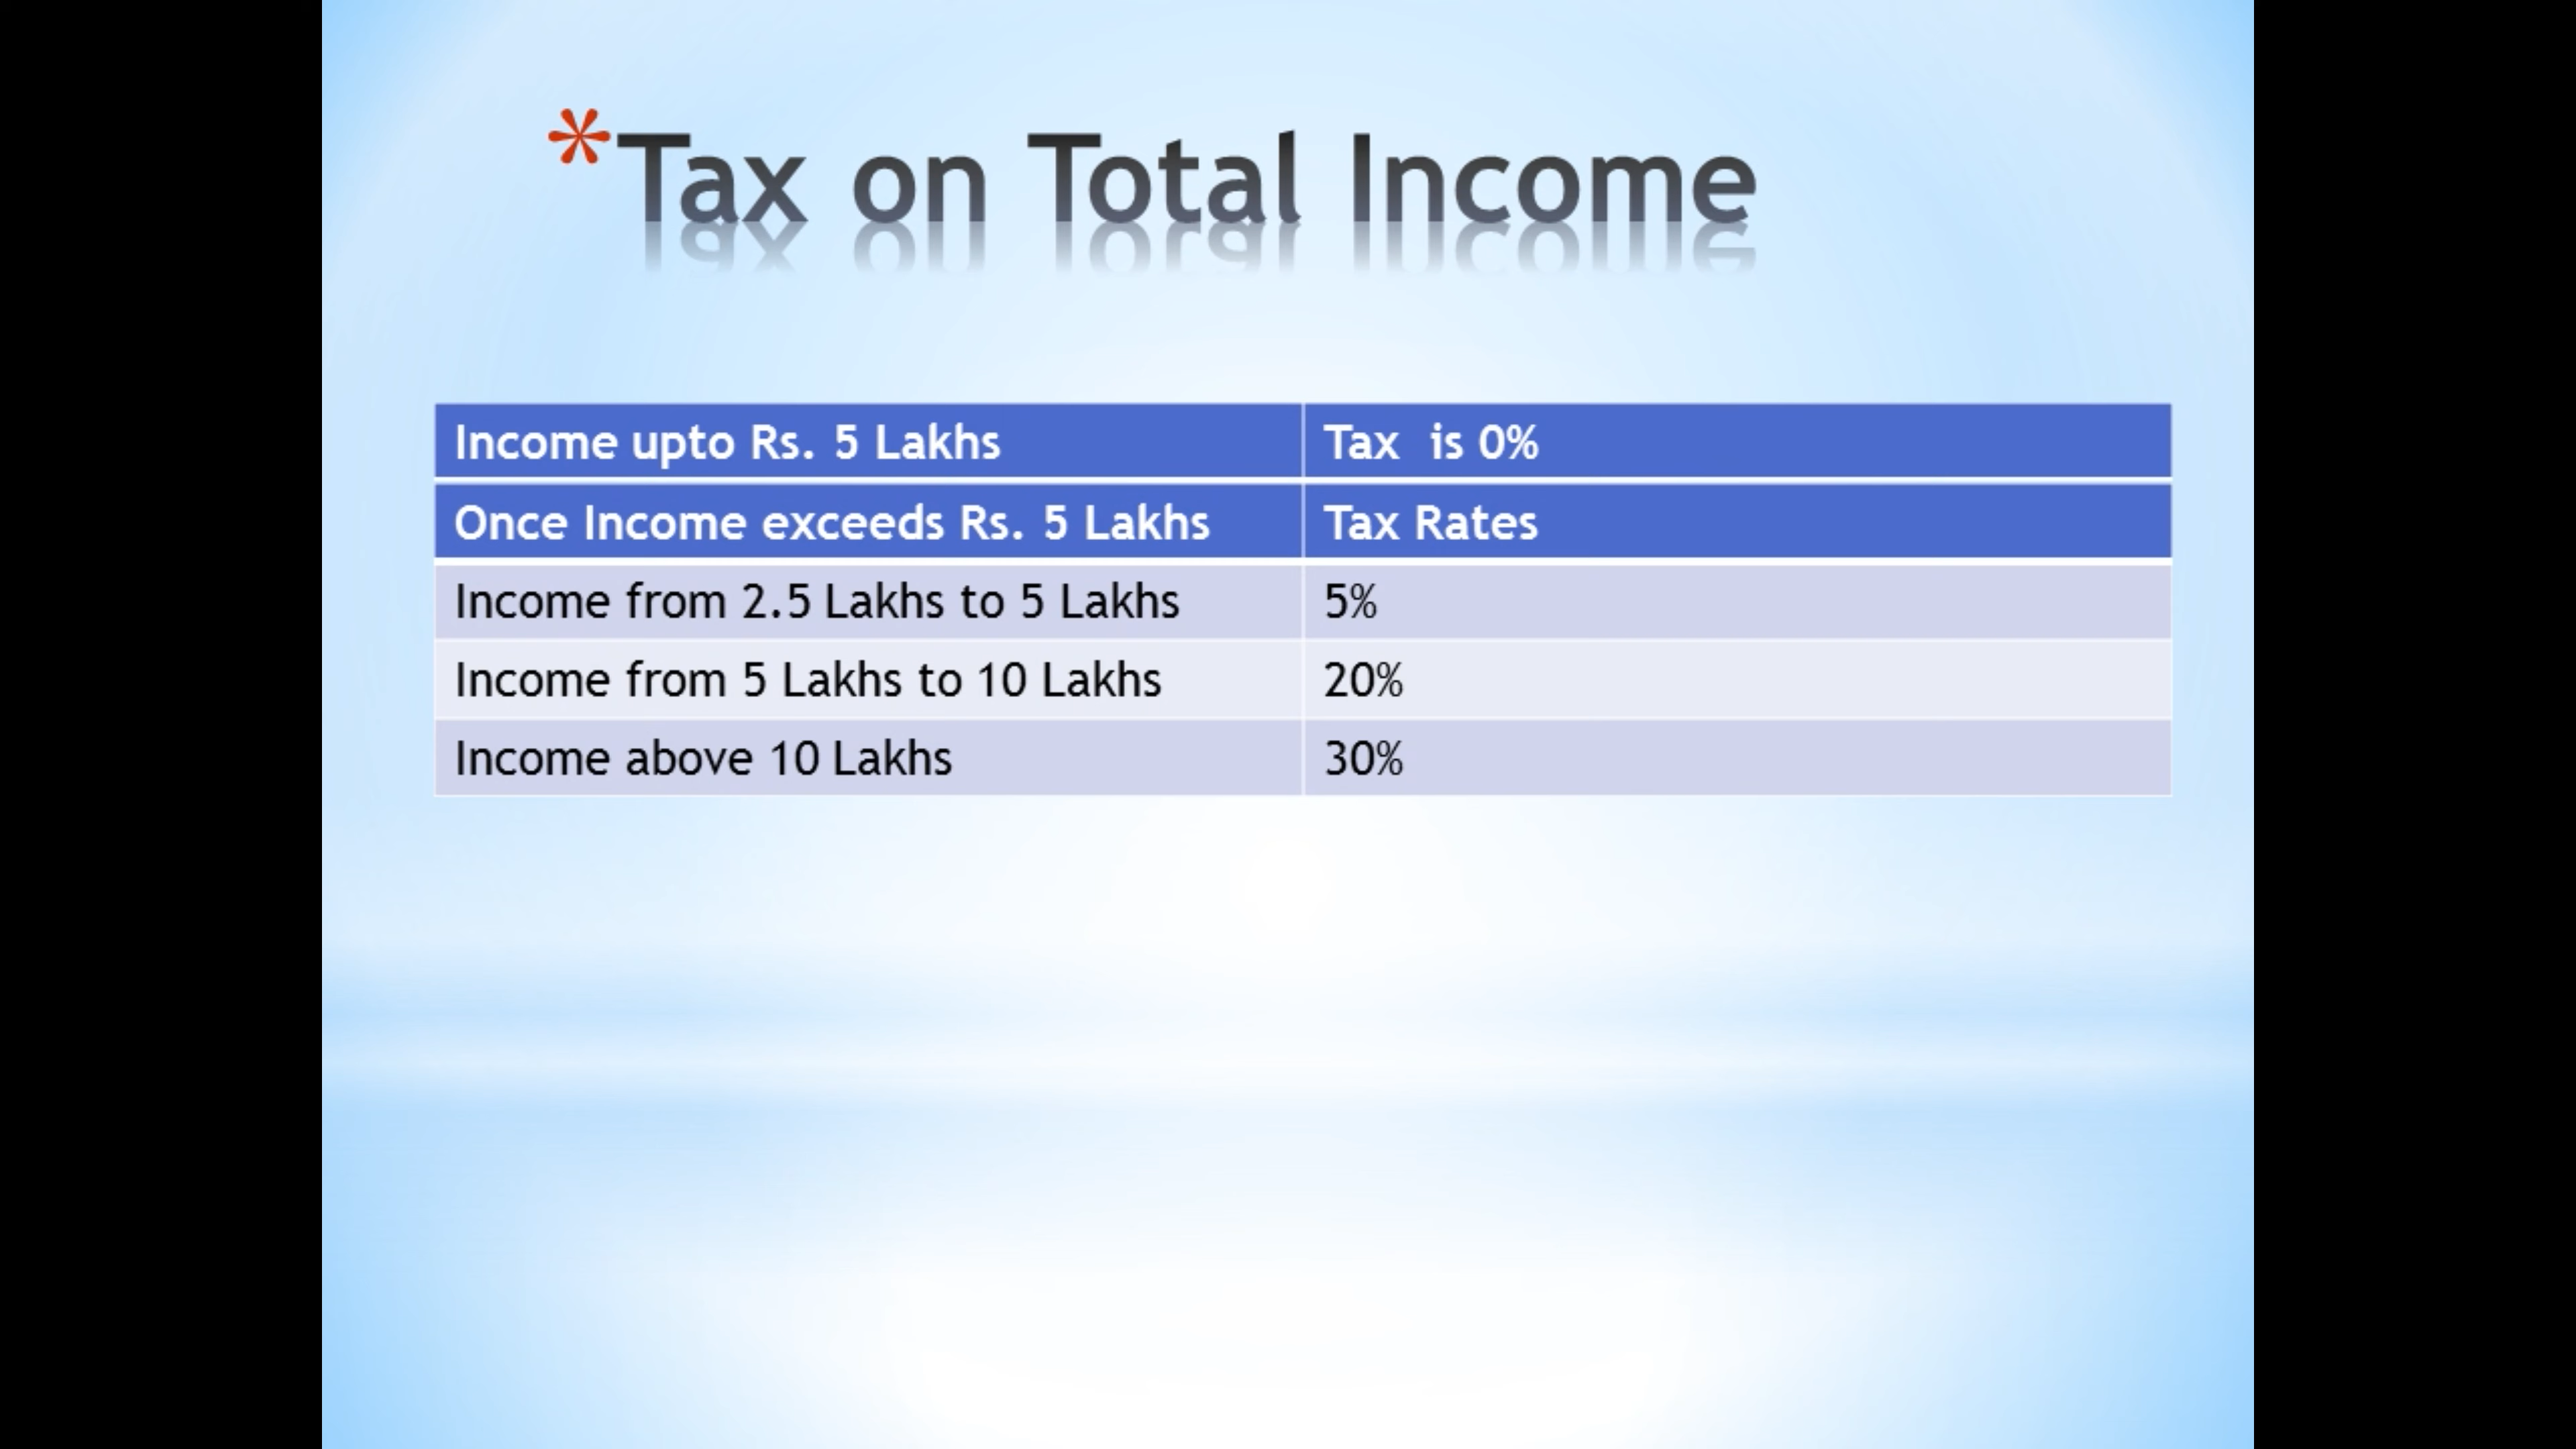 *Tax on Total Income
Income upto Rs. 5 Lakhs Tax is 0%
Once Income exceeds Rs. 5 Lakhs Tax Rates
Income from 2.5 Lakhs to 5 Lakhs 5%
Income from 5 Lakhs to 10 Lakhs 20%
Income above 10 Lakhs 30%